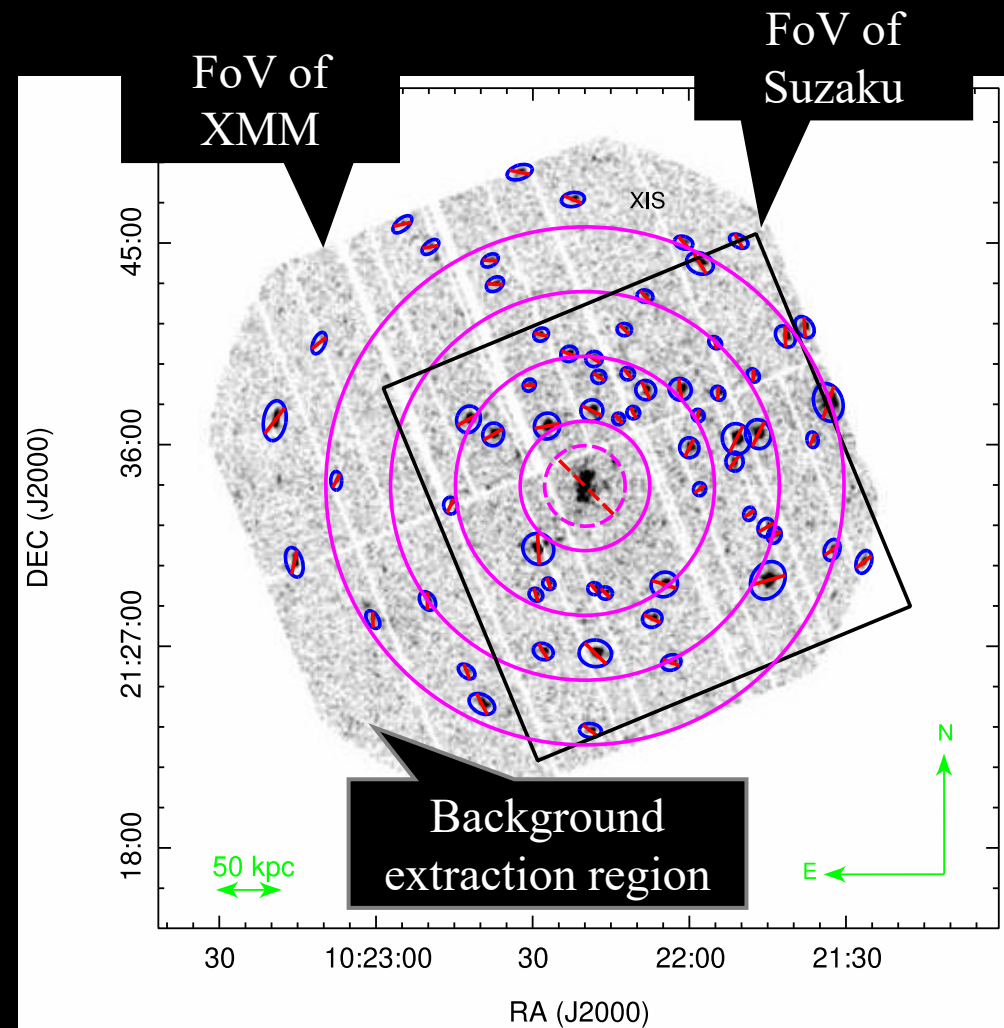 FoV of
XMM
FoV of
Suzaku
XIS
45:00
36:00
21:27:00
18:00
DEC (J2000)
Background
extraction region
50 kpc
N
E
30
10:23:00
30
22:00
21:30
RA (J2000)